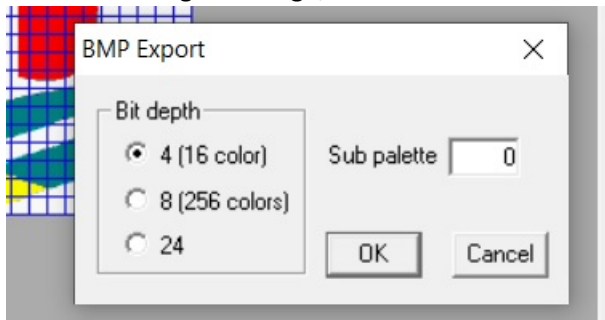 BMP Export
Bit depth
4 (16 color)
Sub palette 0
8 (256 colors)
24
OK
Cancel